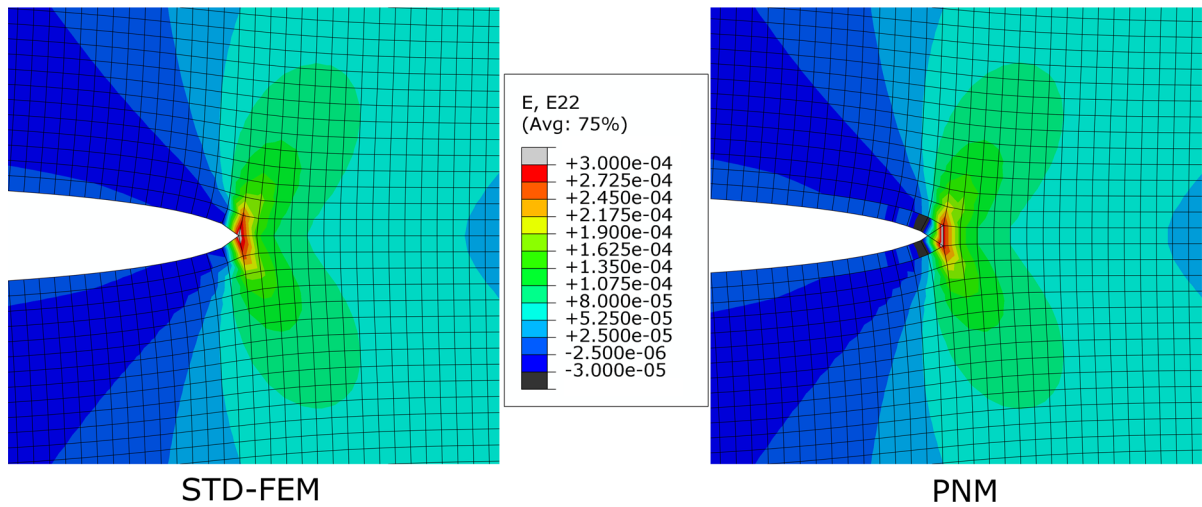 E, E22
(Avg: 75%)
+3.000e-04
+2.725e-04
+2.450e-04
+2.175e-04
+1.900e-04
+1.625e-04
+1.350e-04
+1.075e-04
+8.000e-05
+5.250e-05
+2.500e-05
-2.500e-06
-3.000e-05
STD-FEM
PNM